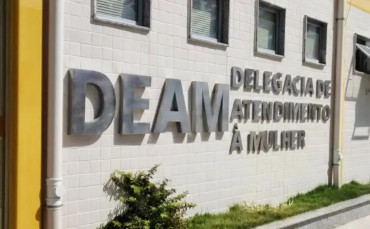 DEAM
DELEGACIA DE
ATENDIMENTO
À MULHER